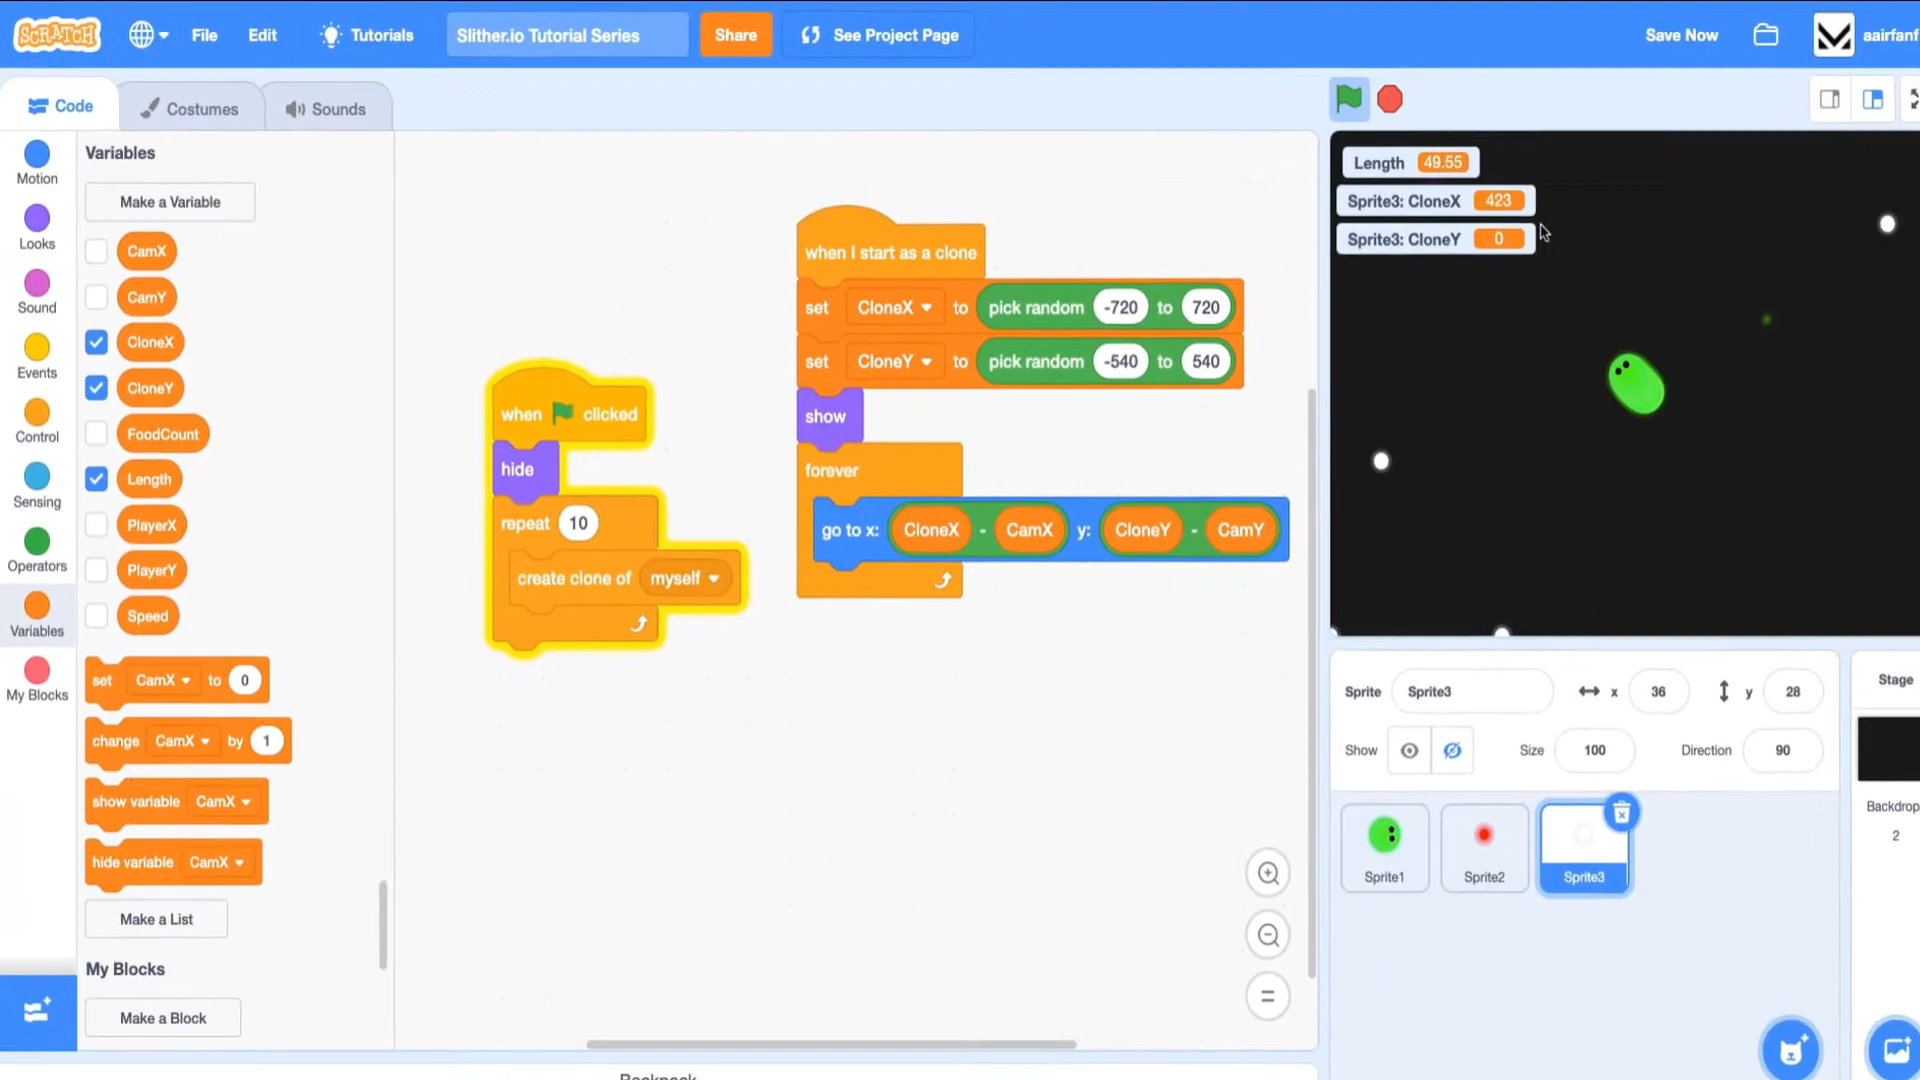 SCRATCH
File
Edit
Tutorials
Slither.io Tutorial Series
Share
See Project Page
Save Now
aairfanf
Code
Costumes
Sounds
Motion
Looks
Sound
Events
Control
Sensing
Operators
Variables
My Blocks
Variables
Make a Variable
CamX
CamY
CloneX
CloneY
FoodCount
Length
PlayerX
PlayerY
Speed
set CamX to 0
change CamX by 1
show variable CamX
hide variable CamX
Make a List
My Blocks
Make a Block
when clicked
hide
repeat 10
create clone of myself
when I start as a clone
set CloneX to pick random -720 to 720
set CloneY to pick random -540 to 540
show
forever
go to x: CloneX - CamX y: CloneY - CamY
Length 49.55
Sprite3: CloneX 423
Sprite3: CloneY 0
Sprite Sprite3 x 36 y 28
Show Size 100 Direction 90
Sprite1
Sprite2
Sprite3
Stage
Backdrop
2
Backpack